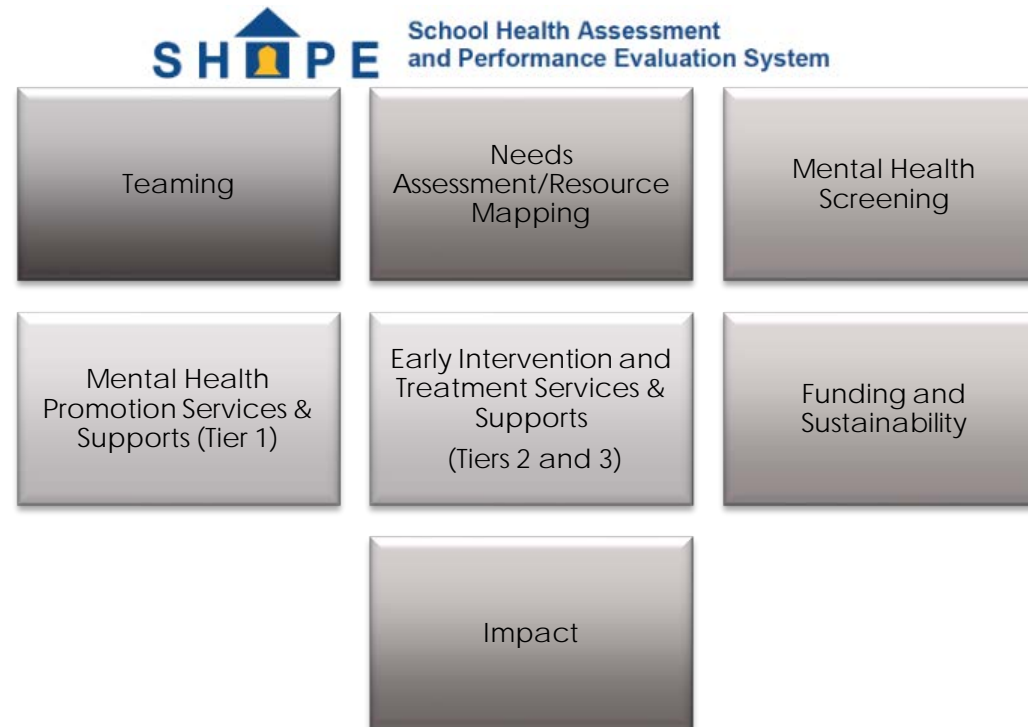 SHAPE
School Health Assessment
and Performance Evaluation System
Teaming
Needs
Assessment/Resource
Mapping
Mental Health
Screening
Mental Health
Promotion Services &
Supports (Tier 1)
Early Intervention and
Treatment Services &
Supports
(Tiers 2 and 3)
Funding and
Sustainability
Impact